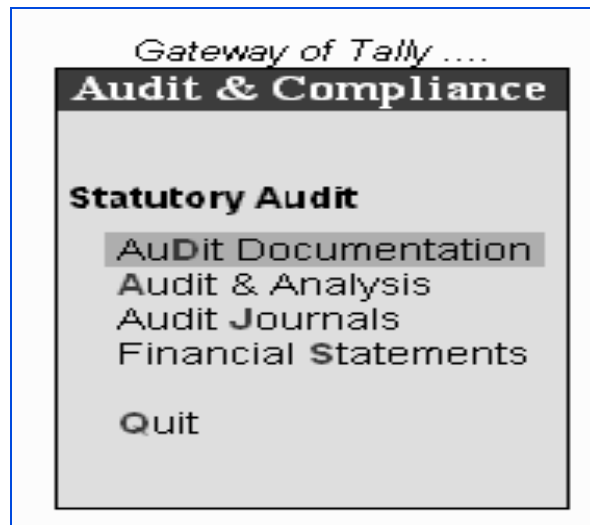 Gateway of Tally ....
Audit & Compliance
Statutory Audit
AuDit Documentation
Audit & Analysis
Audit Journals
Financial Statements
Quit